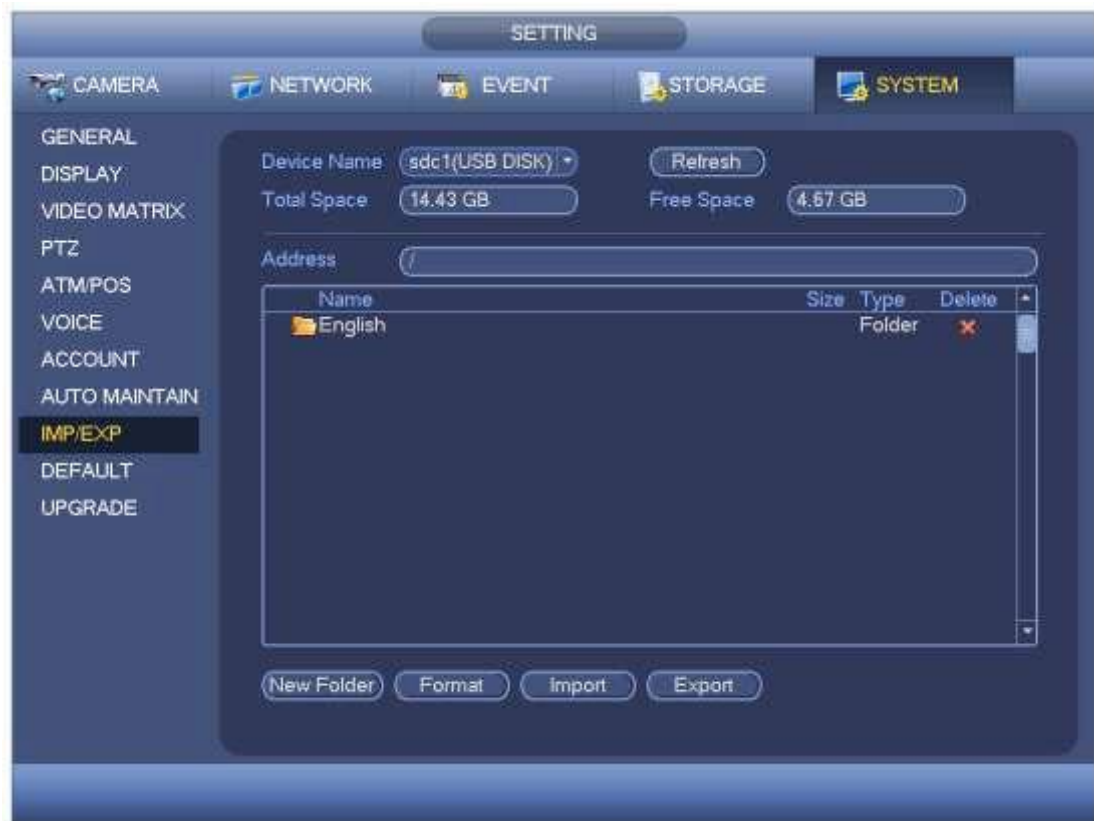 SETTING
CAMERA NETWORK EVENT STORAGE SYSTEM
GENERAL
DISPLAY
VIDEO MATRIX
PTZ
ATM/POS
VOICE
ACCOUNT
AUTO MAINTAIN
IMP/EXP
DEFAULT
UPGRADE
Device Name sdc1(USB DISK) Refresh
Total Space 14.43 GB Free Space 4.67 GB
Address /
Name Size Type Delete
English Folder
New Folder Format Import Export